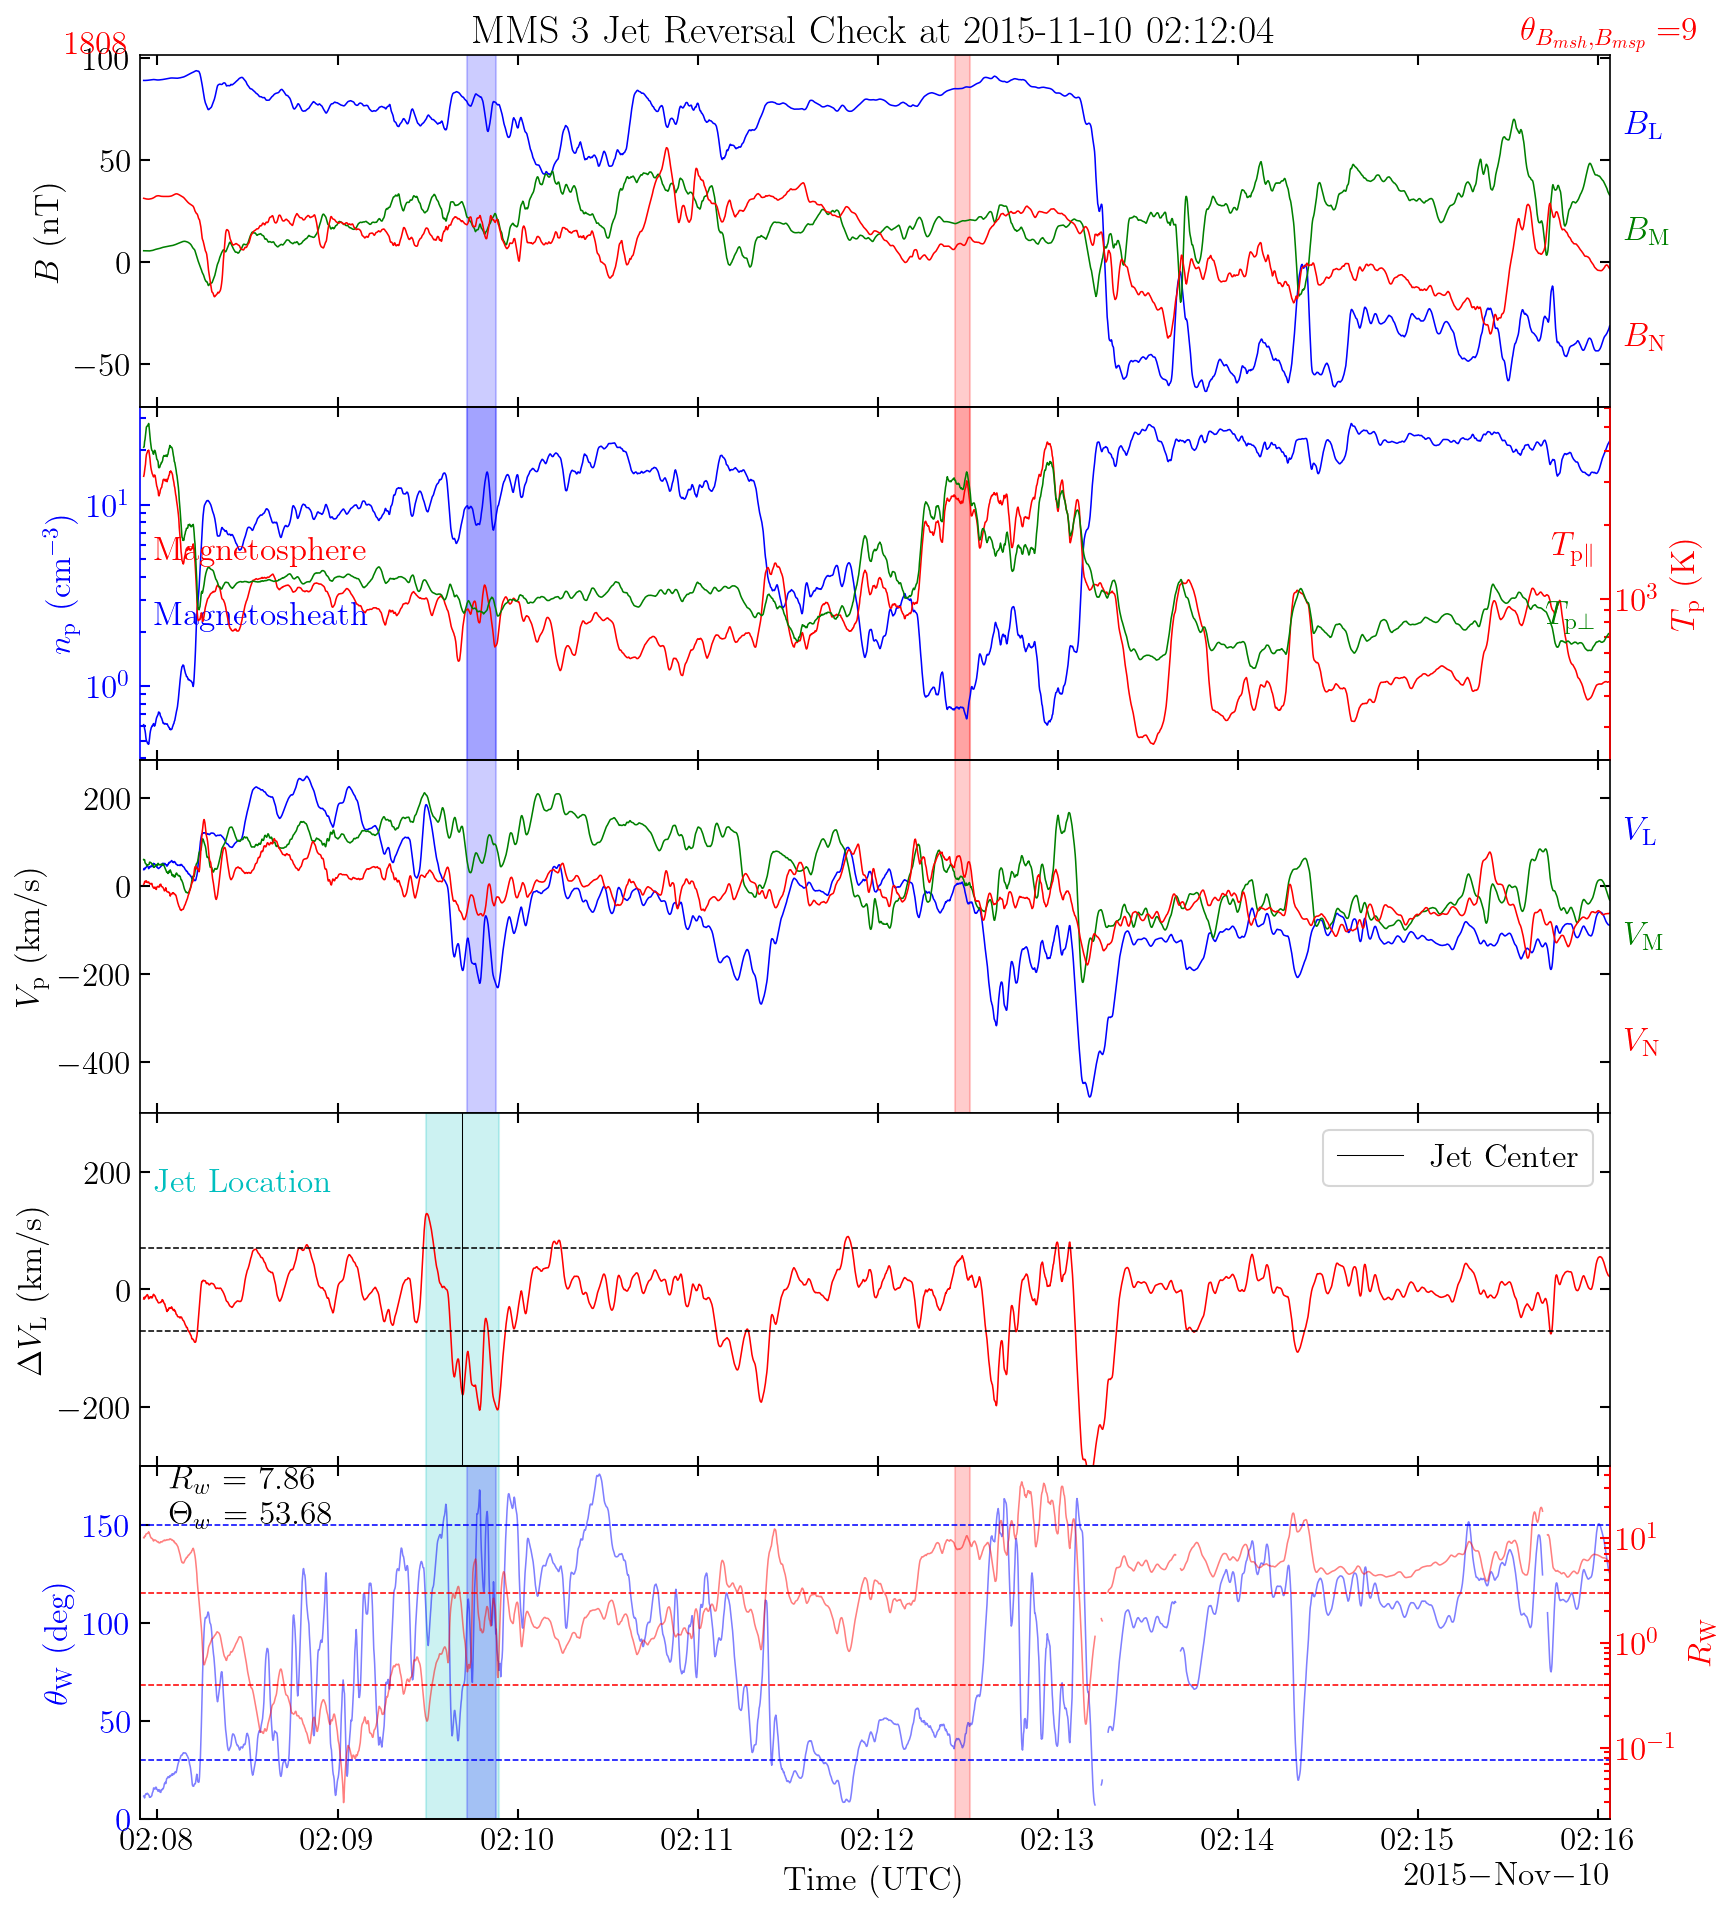 MMS 3 Jet Reversal Check at 2015-11-10 02:12:04
θ_{B_{msh},B_{msp}} =9
1808
100
50
0
−50
B (nT)
B_L
B_M
B_N
10^1
10^0
n_p (cm^{−3})
Magnetosphere
Magnetosheath
T_{p∥}
T_{p⊥}
10^3
T_p (K)
200
0
−200
−400
V_p (km/s)
V_L
V_M
V_N
200
0
−200
ΔV_L (km/s)
Jet Location
Jet Center
R_w = 7.86
Θ_w = 53.68
150
100
50
0
θ_W (deg)
10^1
10^0
10^{−1}
R_W
02:08 02:09 02:10 02:11 02:12 02:13 02:14 02:15 02:16
Time (UTC)
2015−Nov−10